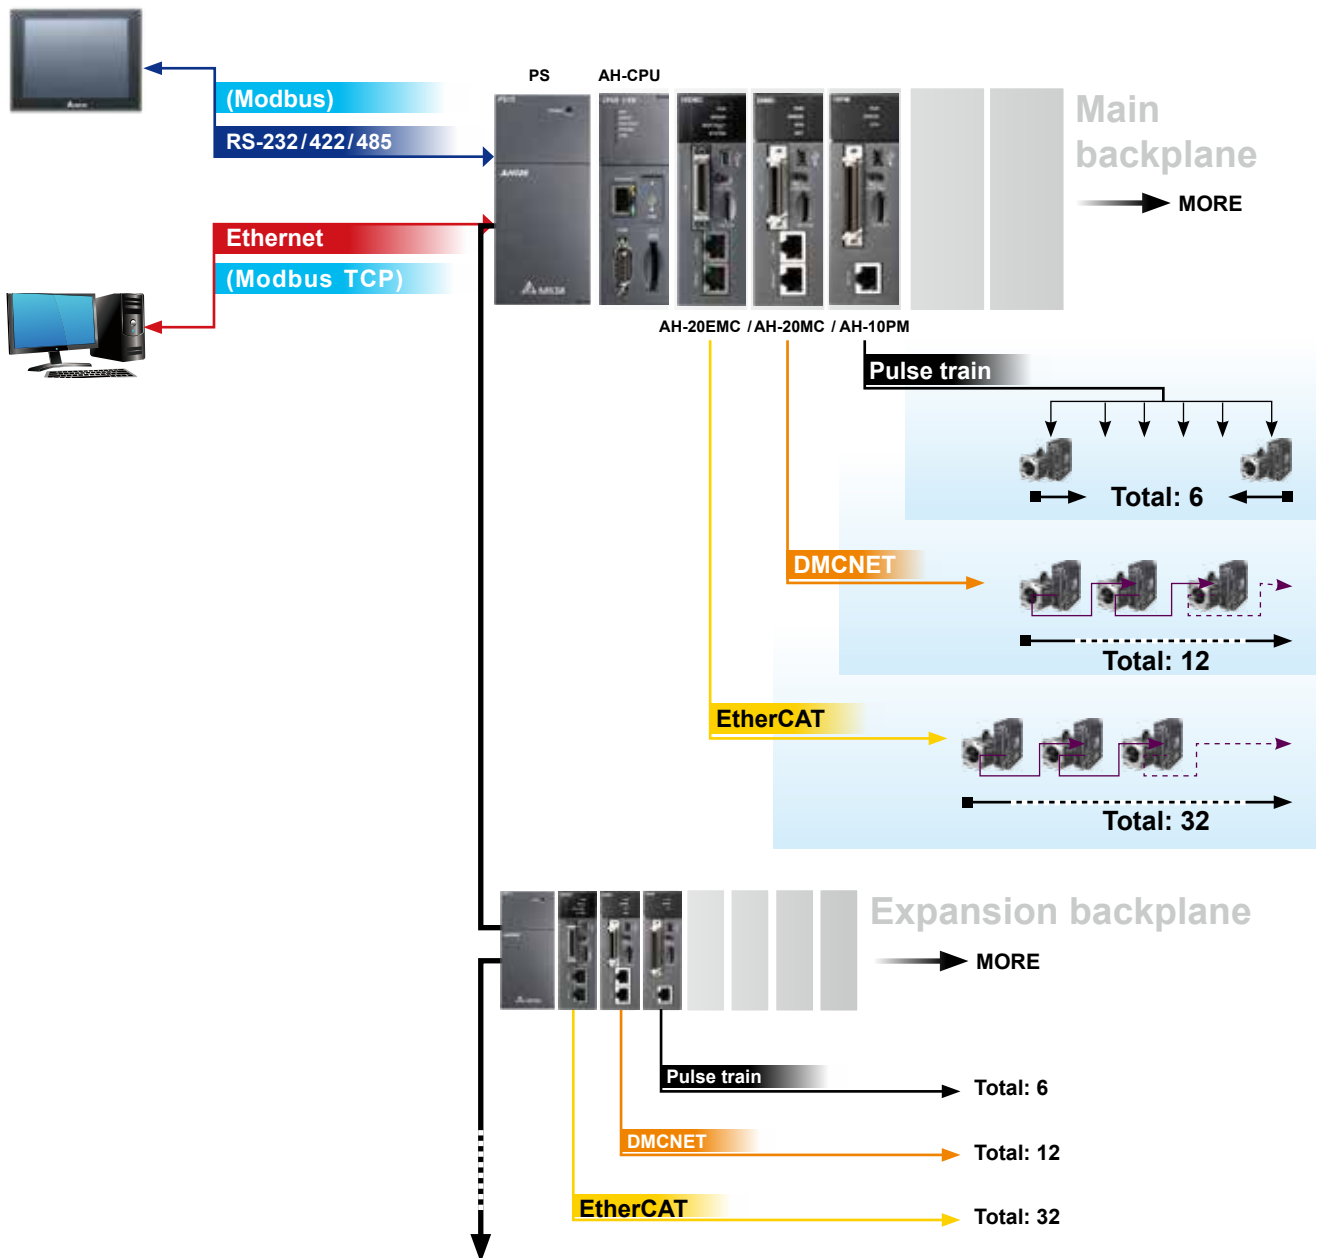 PS
AH-CPU
(Modbus)
RS-232/422/485
Ethernet
(Modbus TCP)
Main
backplane
MORE
AH-20EMC / AH-20MC / AH-10PM
Pulse train
Total: 6
DMCNET
Total: 12
EtherCAT
Total: 32
Expansion backplane
MORE
Pulse train
Total: 6
DMCNET
Total: 12
EtherCAT
Total: 32